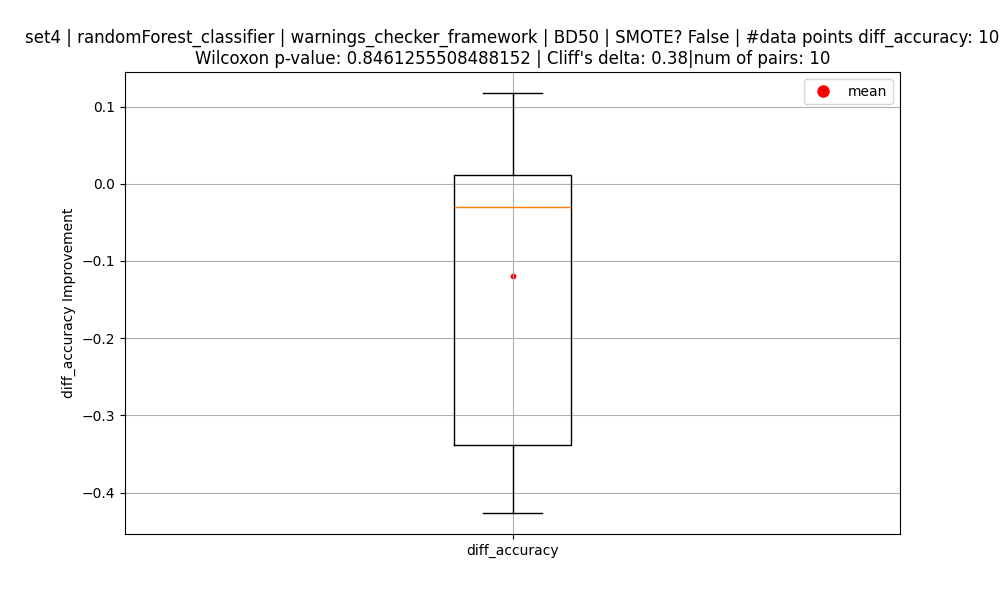 set4 | randomForest_classifier | warnings_checker_framework | BD50 | SMOTE? False | #data points diff_accuracy: 10
Wilcoxon p-value: 0.8461255508488152 | Cliff's delta: 0.38|num of pairs: 10
mean
0.1
0.0
−0.1
−0.2
−0.3
−0.4
diff_accuracy Improvement
diff_accuracy